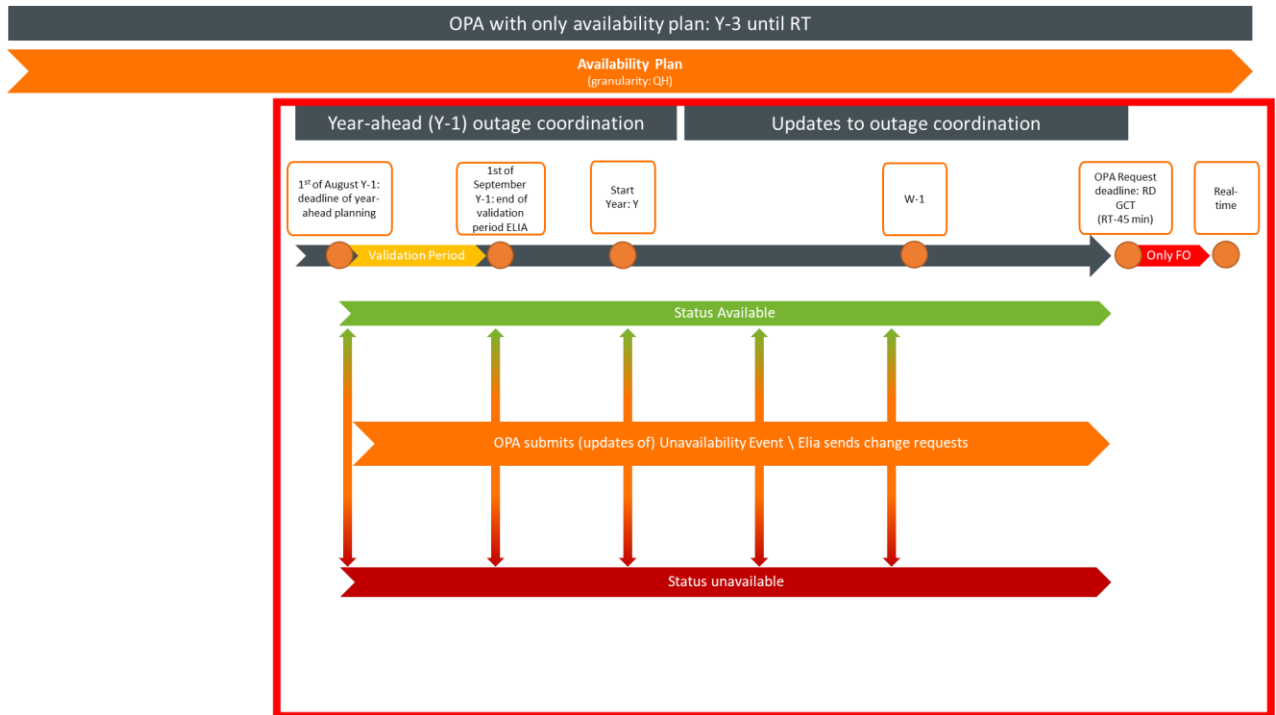 OPA with only availability plan: Y-3 until RT
Availability Plan
(granularity: QH)
Year-ahead (Y-1) outage coordination
Updates to outage coordination
1st of August Y-1:
deadline of year-
ahead planning
1st of
September
Y-1: end of
validation
period ELIA
Start
Year: Y
W-1
OPA Request
deadline: RD
GCT
(RT-45 min)
Real-
time
Validation Period
Only FO
Status Available
OPA submits (updates of) Unavailability Event \ Elia sends change requests
Status unavailable